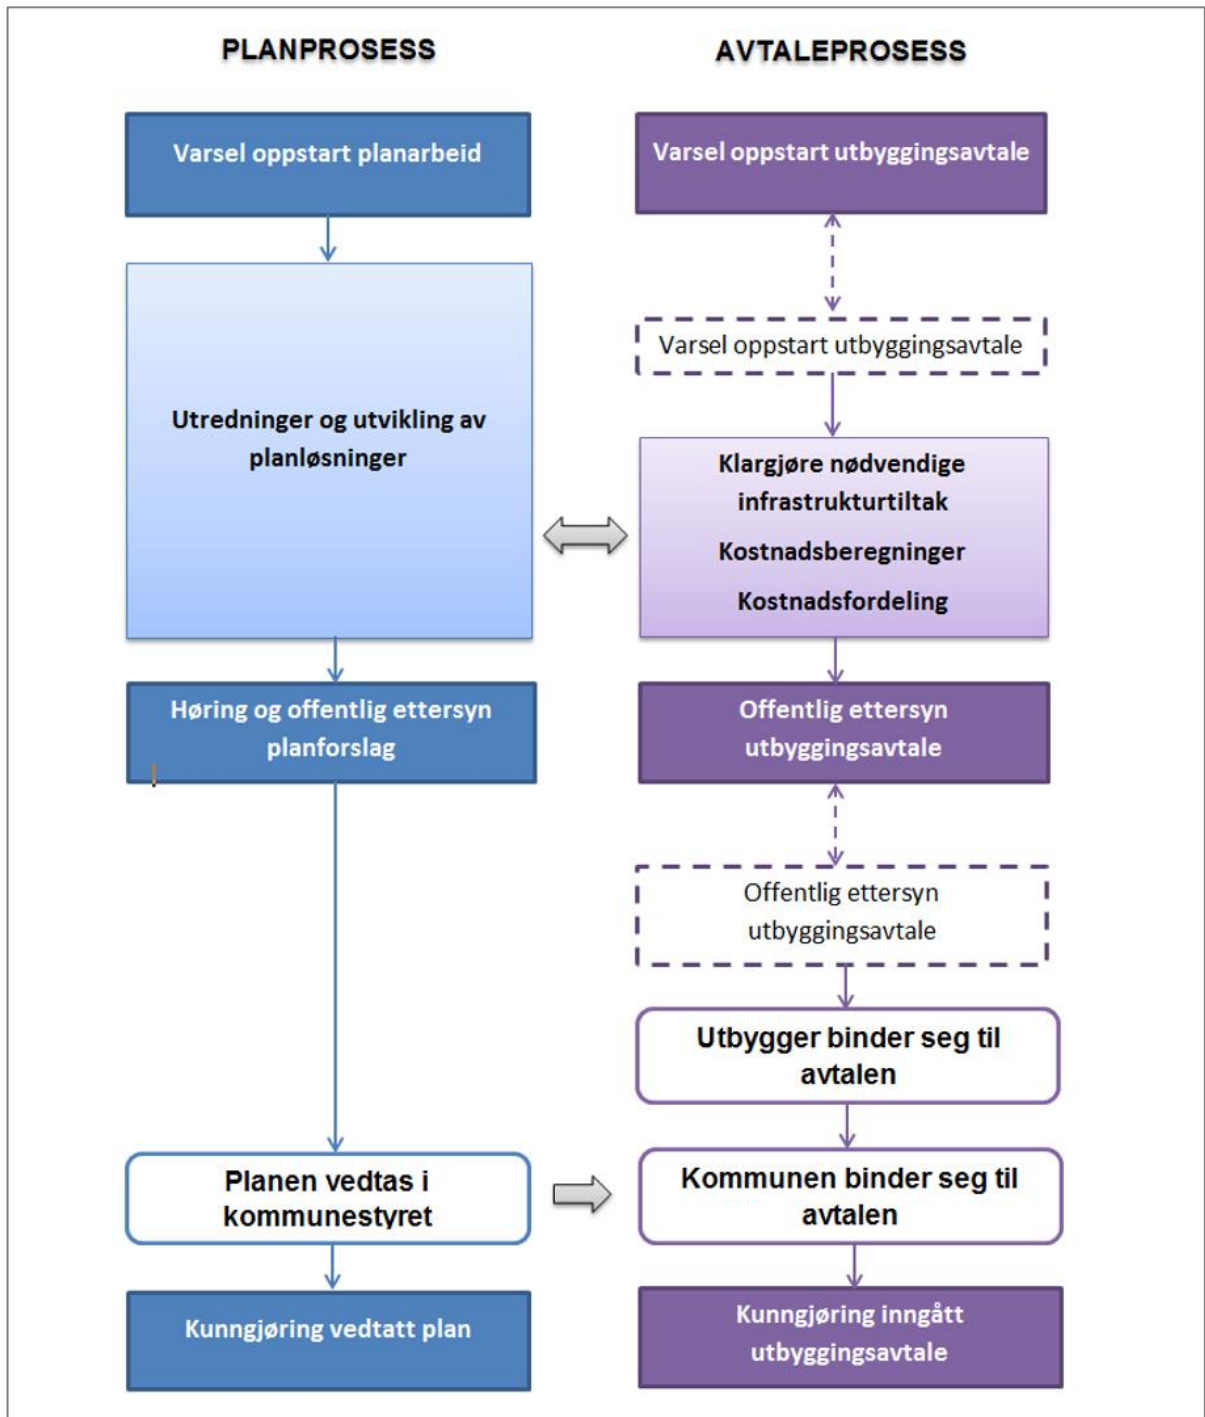 PLANPROSESS
Varsel oppstart planarbeid
Utredninger og utvikling av
planløsninger
Høring og offentlig ettersyn
planforslag
Planen vedtas i
kommunestyret
Kunngjøring vedtatt plan
AVTALEPROSESS
Varsel oppstart utbyggingsavtale
Varsel oppstart utbyggingsavtale
Klargjøre nødvendige
infrastrukturtiltak
Kostnadsberegninger
Kostnadsfordeling
Offentlig ettersyn
utbyggingsavtale
Offentlig ettersyn
utbyggingsavtale
Utbygger binder seg til
avtalen
Kommunen binder seg til
avtalen
Kunngjøring inngått
utbyggingsavtale